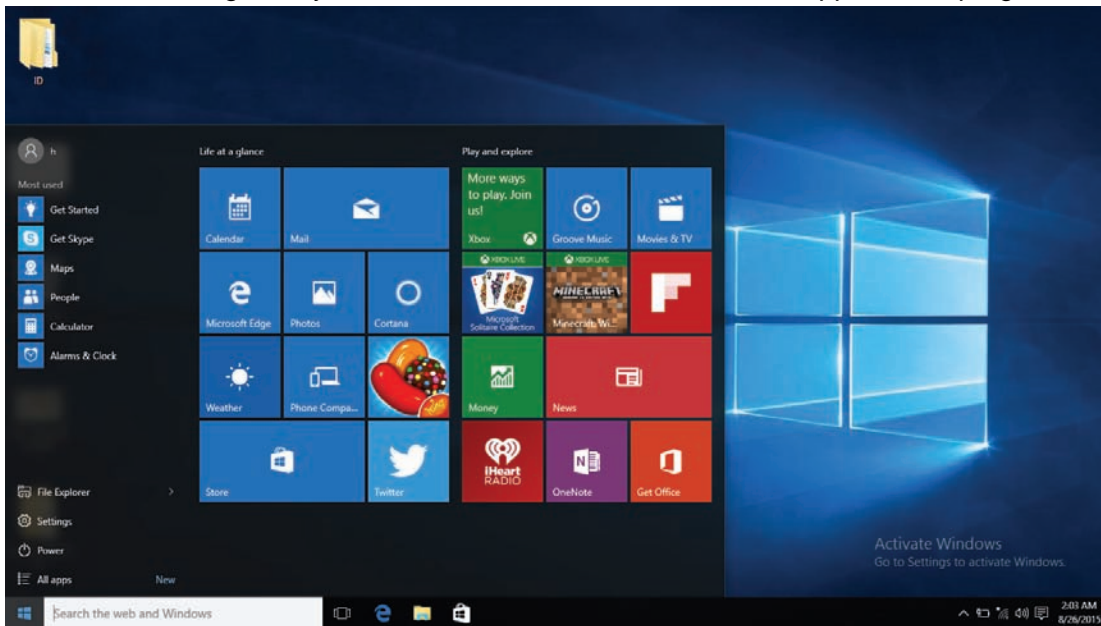 ID
h
Most used
Get Started
Get Skype
Maps
People
Calculator
Alarms & Clock
File Explorer
Settings
Power
All apps
New
Life at a glance
Calendar
Mail
Microsoft Edge
Photos
Cortana
Weather
Phone Compa...
Store
Twitter
Play and explore
More ways
to play. Join
us!
Xbox
Groove Music
Movies & TV
XBOX LIVE
Microsoft
Solitaire Collection
XBOX LIVE
MINECRAFT
Minecraft: Wi...
Money
News
iHeart
RADIO
N
OneNote
Get Office
Activate Windows
Go to Settings to activate Windows.
Search the web and Windows
2:03 AM
8/26/2015